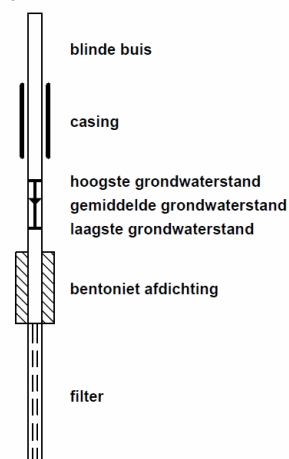 blinde buis
casing
hoogste grondwaterstand
gemiddelde grondwaterstand
laagste grondwaterstand
bentoniet afdichting
filter